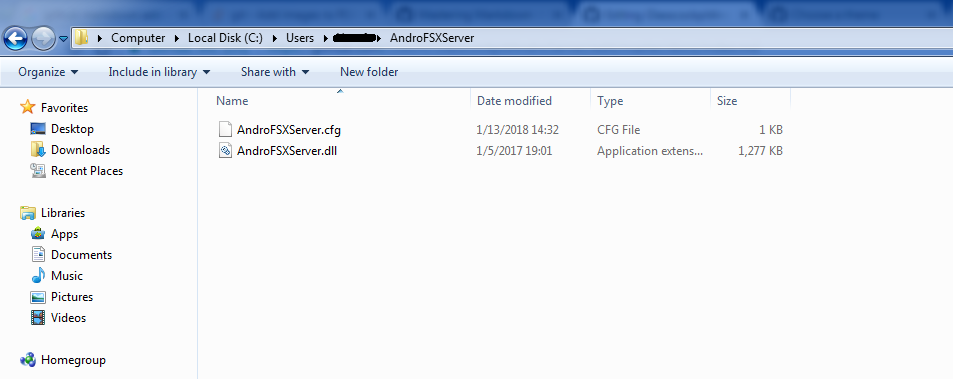 Computer Local Disk (C:) Users AndroFSXServer
Organize Include in library Share with New folder
Favorites
Desktop
Downloads
Recent Places
Libraries
Apps
Documents
Music
Pictures
Videos
Homegroup
Name Date modified Type Size
AndroFSXServer.cfg 1/13/2018 14:32 CFG File 1 KB
AndroFSXServer.dll 1/5/2017 19:01 Application extens... 1,277 KB